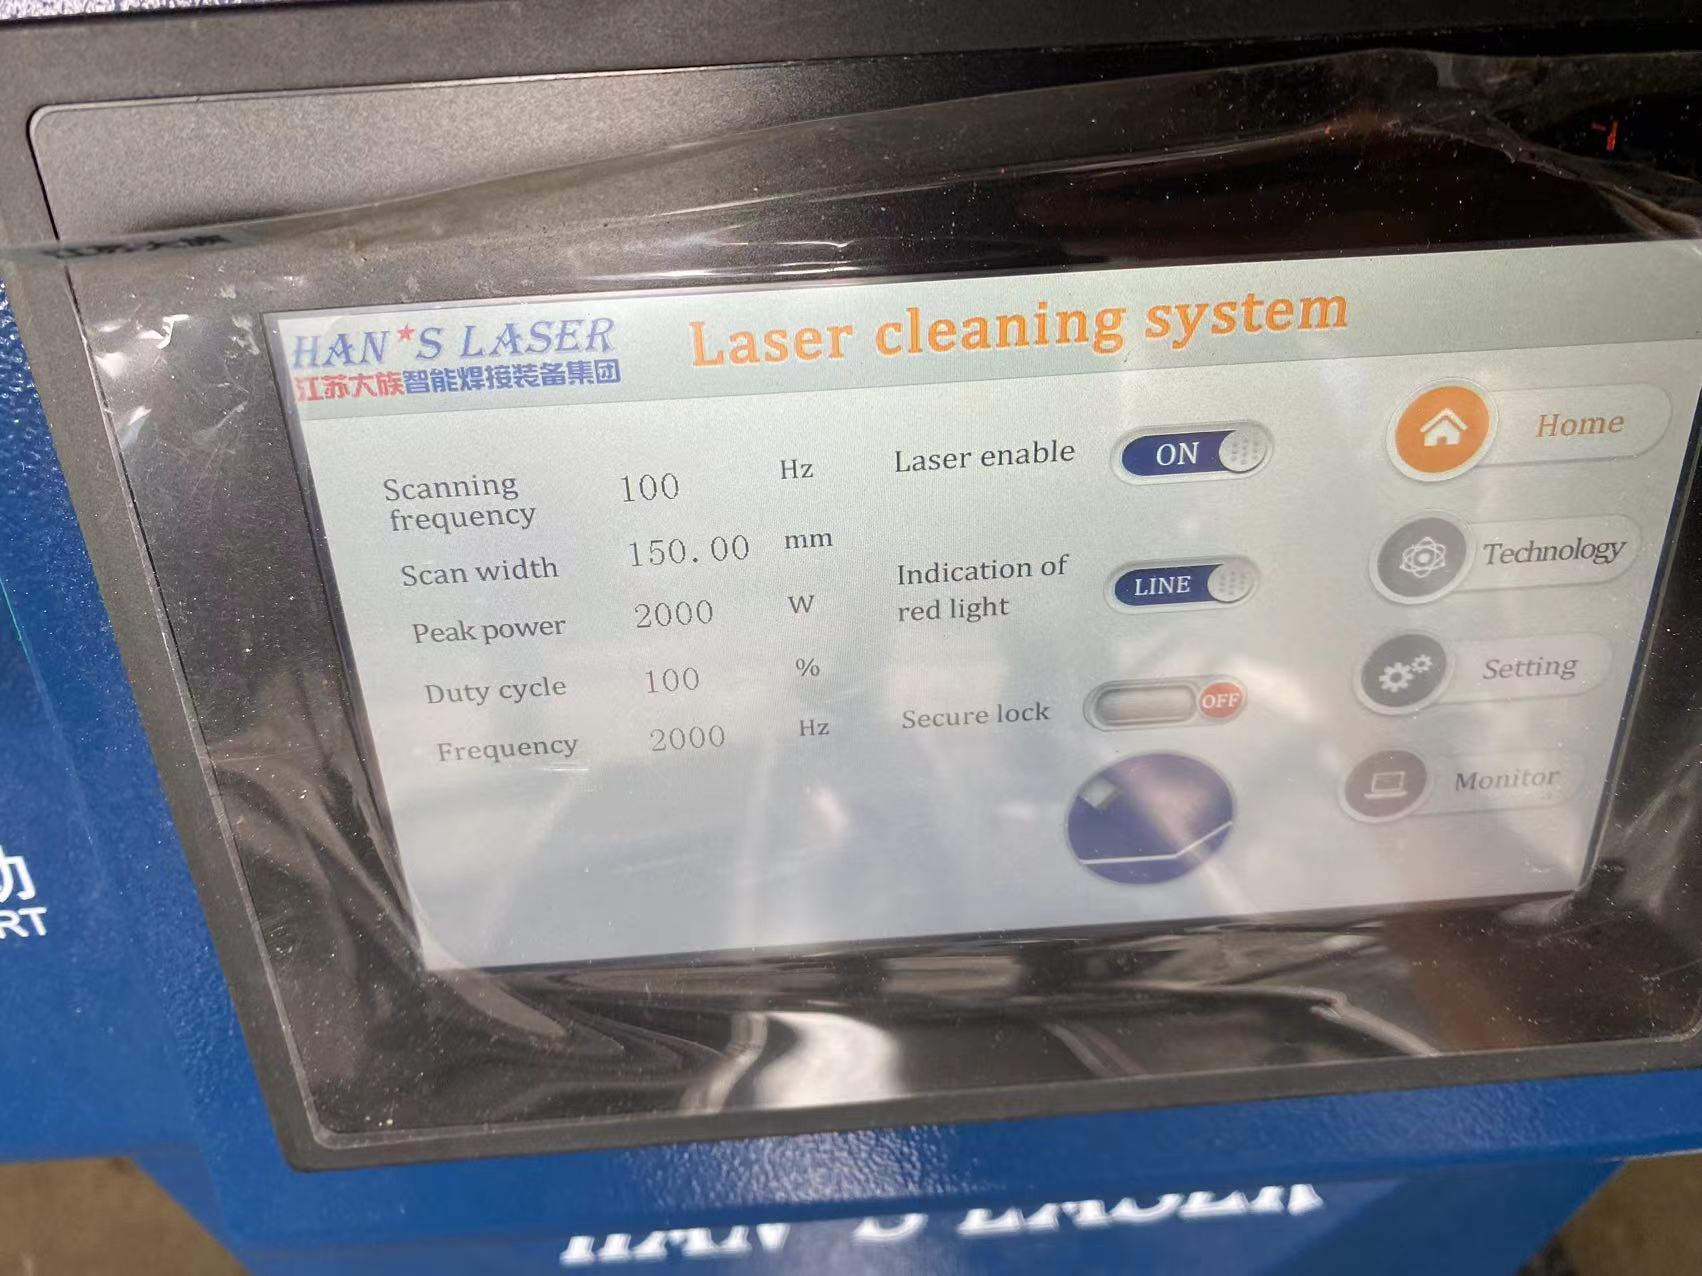 HAN★S LASER
江苏大族智能焊接装备集团
Laser cleaning system
Scanning
frequency
100
Hz
Scan width
150.00
mm
Peak power
2000
W
Duty cycle
100
%
Frequency
2000
Hz
Laser enable
ON
Indication of
red light
LINE
Secure lock
OFF
Home
Technology
Setting
Monitor
动
RT